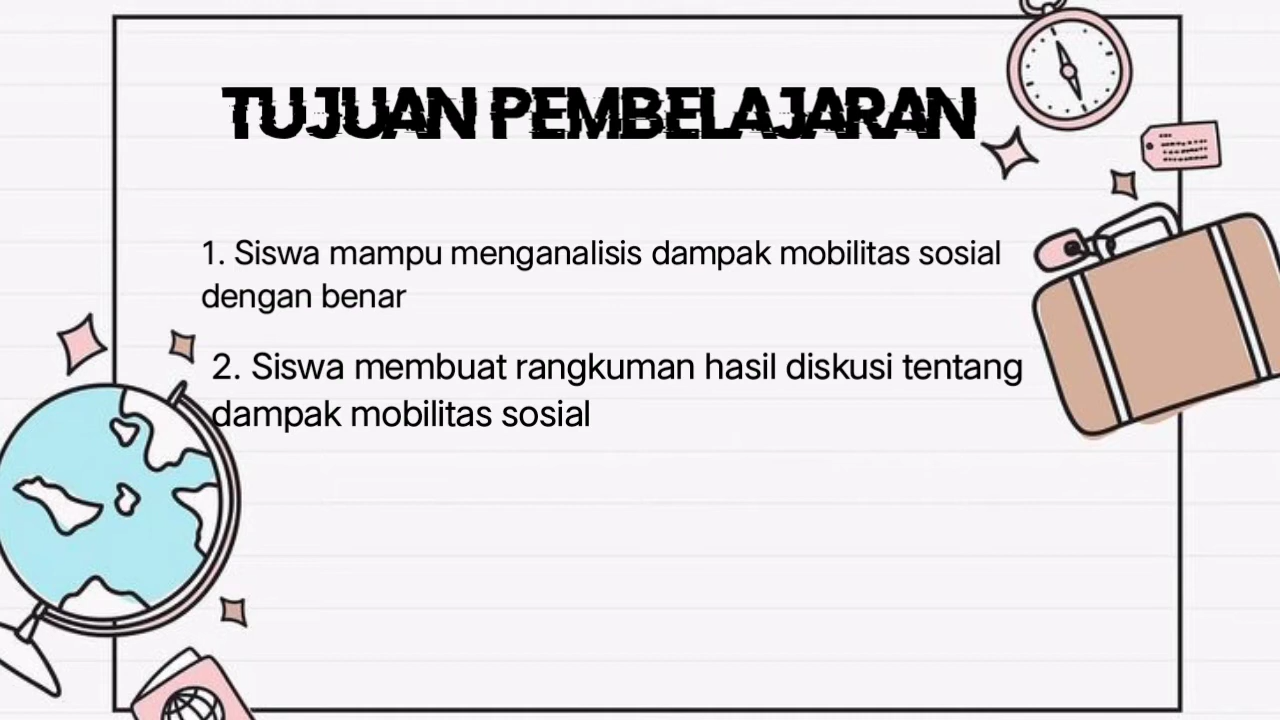 TUJUAN PEMBELAJARAN
1. Siswa mampu menganalisis dampak mobilitas sosial
dengan benar
2. Siswa membuat rangkuman hasil diskusi tentang
dampak mobilitas sosial